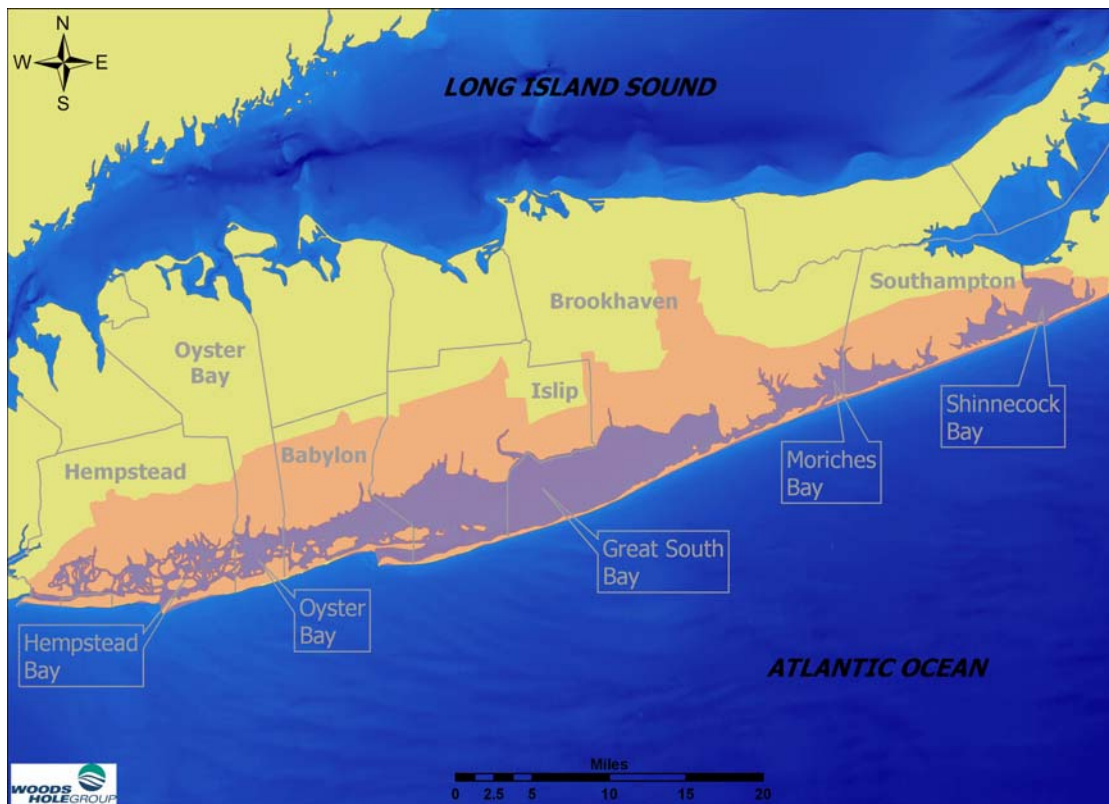 N
W E
S
LONG ISLAND SOUND
Brookhaven
Southampton
Oyster
Bay
Islip
Shinnecock
Bay
Hempstead
Babylon
Moriches
Bay
Great South
Bay
Oyster
Bay
Hempstead
Bay
ATLANTIC OCEAN
Miles
0 2.5 5 10 15 20
WOODS
HOLE GROUP